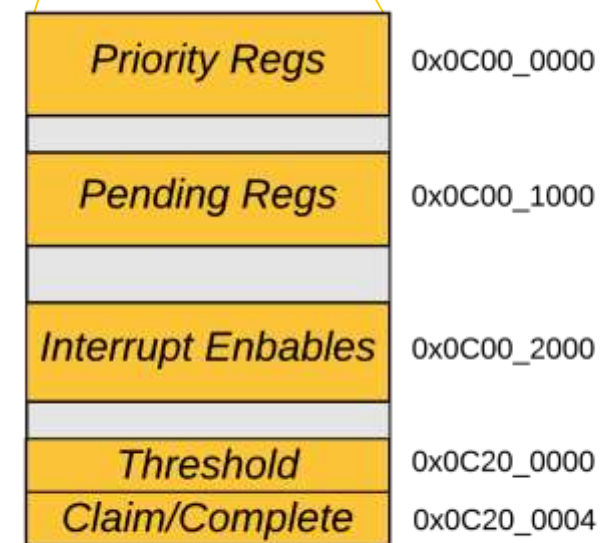 Priority Regs 0x0C00_0000
Pending Regs 0x0C00_1000
Interrupt Enbables 0x0C00_2000
Threshold 0x0C20_0000
Claim/Complete 0x0C20_0004